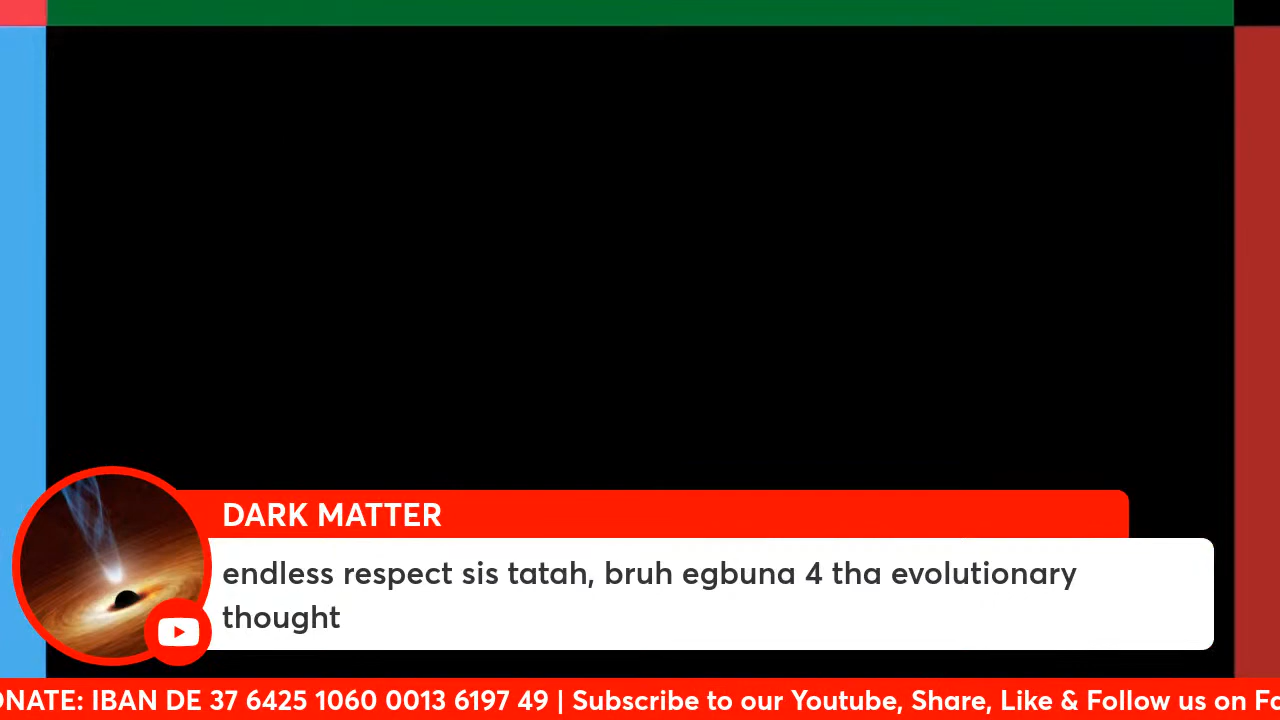 DARK MATTER
endless respect sis tatah, bruh egbuna 4 tha evolutionary
thought
ONATE: IBAN DE 37 6425 1060 0013 6197 49 | Subscribe to our Youtube, Share, Like & Follow us on Fa